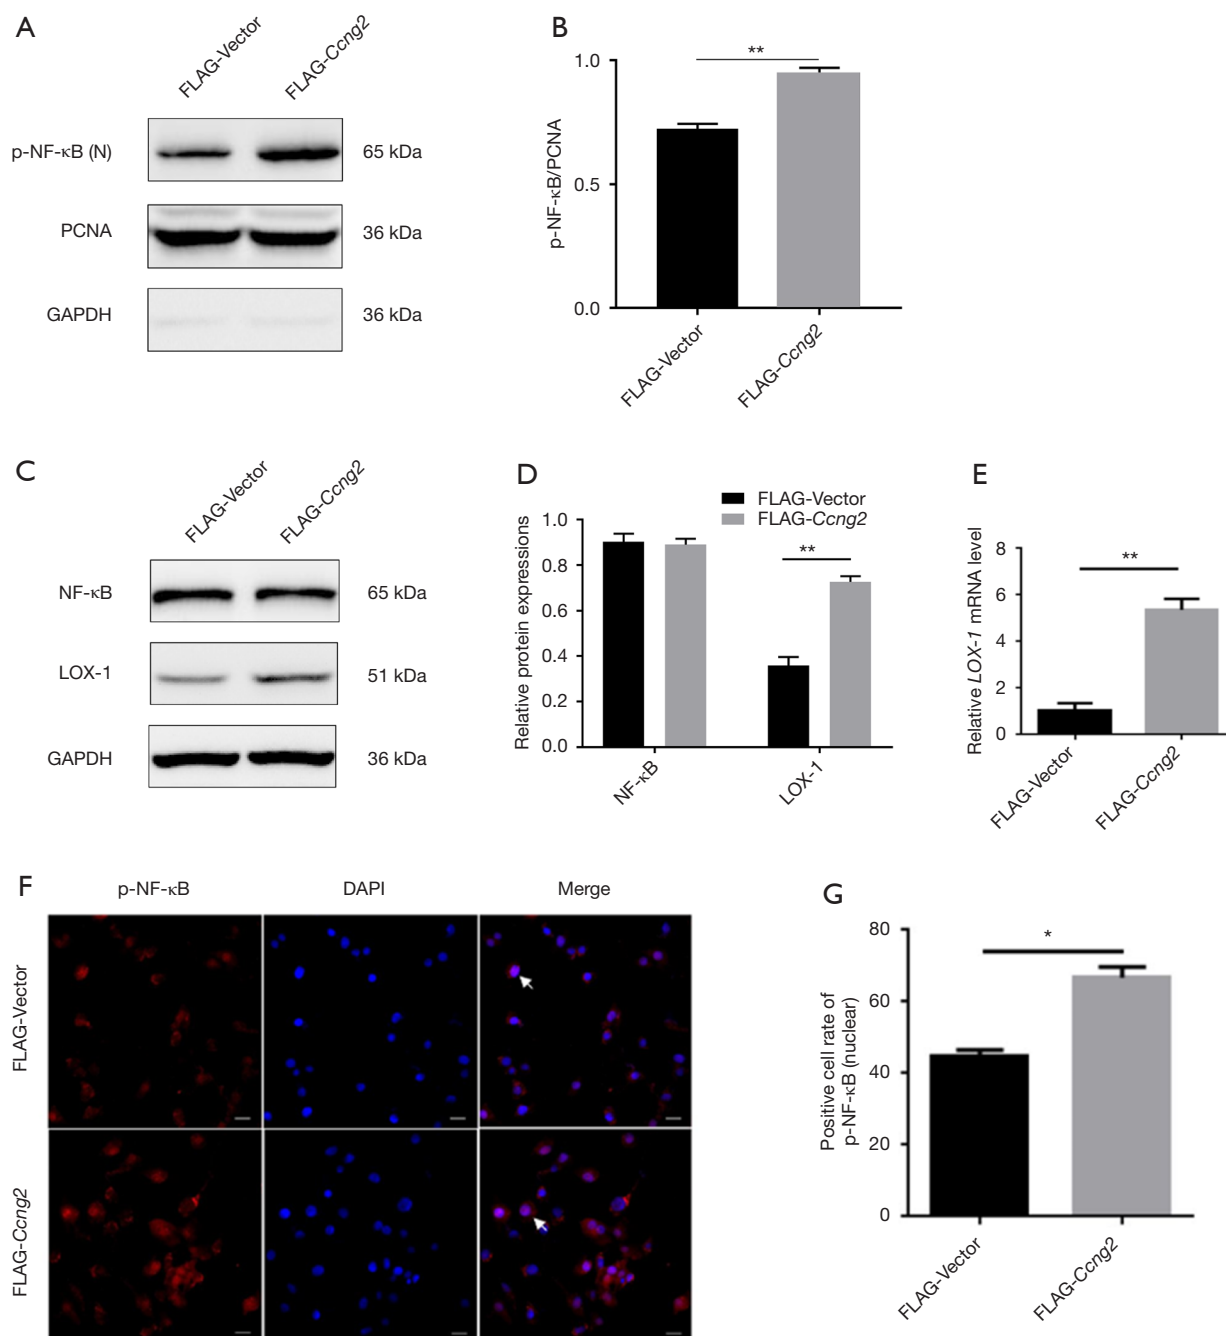 A
FLAG-Vector
FLAG-Ccng2
p-NF-κB (N)
65 kDa
PCNA
36 kDa
GAPDH
36 kDa
B
**
p-NF-κB/PCNA
1.0
0.5
0.0
FLAG-Vector
FLAG-Ccng2
C
FLAG-Vector
FLAG-Ccng2
NF-κB
65 kDa
LOX-1
51 kDa
GAPDH
36 kDa
D
FLAG-Vector
FLAG-Ccng2
Relative protein expressions
1.0
0.8
0.6
0.4
0.2
0.0
**
NF-κB
LOX-1
E
Relative LOX-1 mRNA level
8
6
4
2
0
**
FLAG-Vector
FLAG-Ccng2
F
p-NF-κB
DAPI
Merge
FLAG-Vector
FLAG-Ccng2
G
Positive cell rate of
p-NF-κB (nuclear)
80
60
40
20
0
*
FLAG-Vector
FLAG-Ccng2